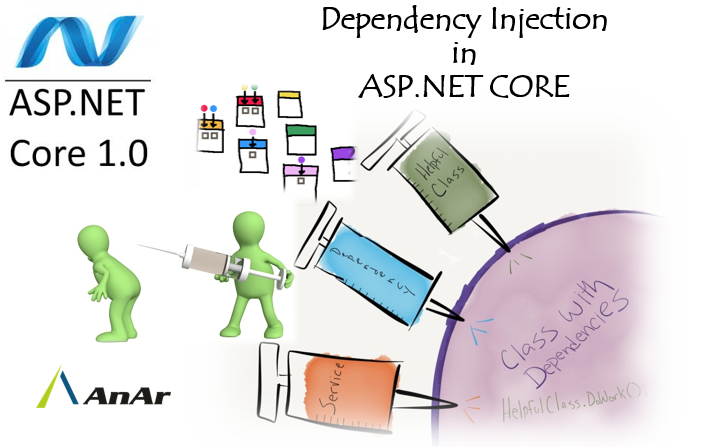 Dependency Injection
in
ASP.NET CORE
ASP.NET
Core 1.0
Helpful
Class
DEPENDENCY
Service
Class with
Dependencies
HelpfulClass.DoWork();
AnAr